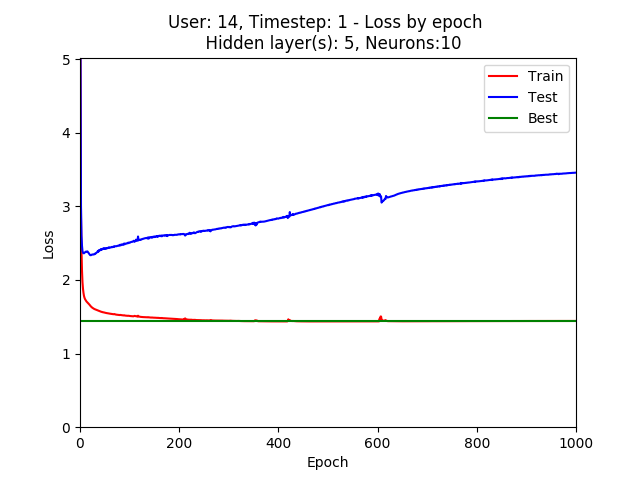 User: 14, Timestep: 1 - Loss by epoch
Hidden layer(s): 5, Neurons:10
Train
Test
Best
5
4
3
2
1
0
Loss
0 200 400 600 800 1000
Epoch